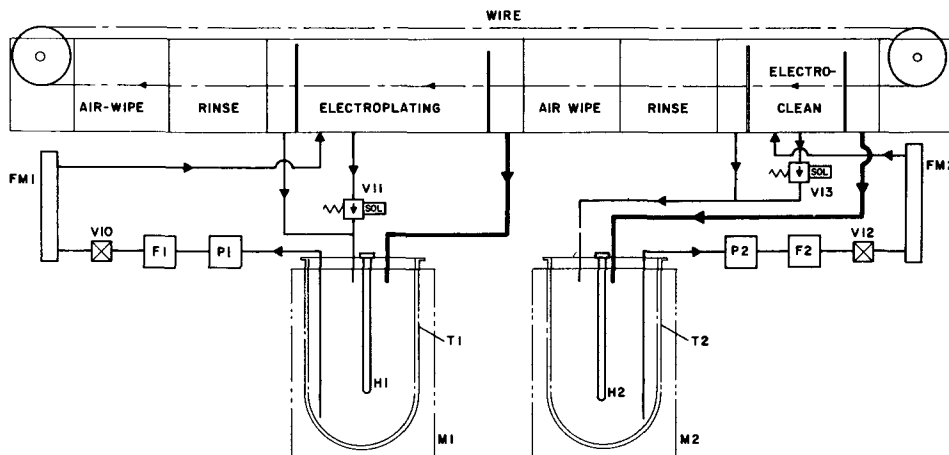 WIRE
AIR-WIPE
RINSE
ELECTROPLATING
AIR WIPE
RINSE
ELECTRO-
CLEAN
FM1
V11
SOL
SOL
V13
FM2
V10
F1
P1
P2
F2
V12
T1
T2
H1
H2
M1
M2